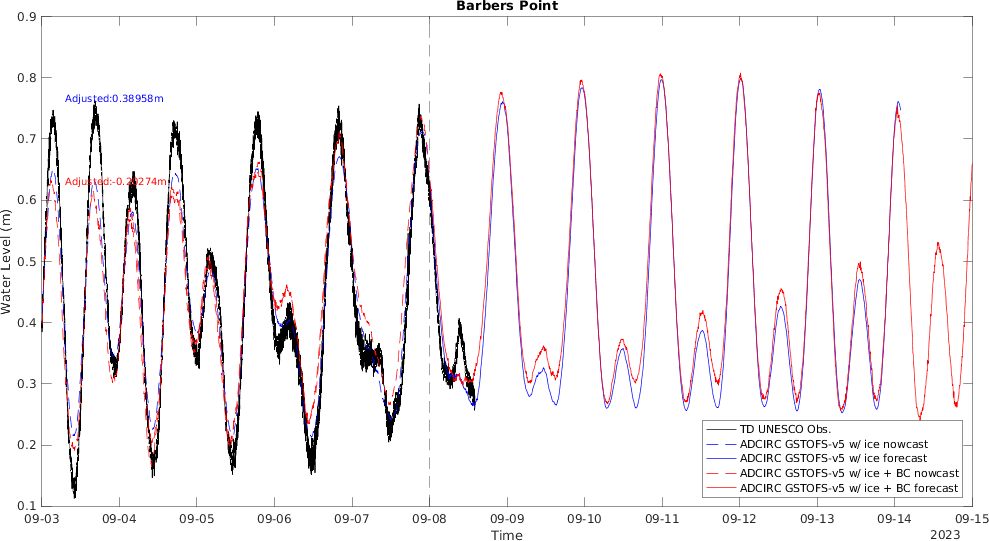 Barbers Point
0.9
0.8
0.7
0.6
0.5
0.4
0.3
0.2
0.1
Water Level (m)
Adjusted:0.38958m
Adjusted:-0.20274m
09-03 09-04 09-05 09-06 09-07 09-08 09-09 09-10 09-11 09-12 09-13 09-14 09-15
Time
2023
TD UNESCO Obs.
ADCIRC GSTOFS-v5 w/ ice nowcast
ADCIRC GSTOFS-v5 w/ ice forecast
ADCIRC GSTOFS-v5 w/ ice + BC nowcast
ADCIRC GSTOFS-v5 w/ ice + BC forecast